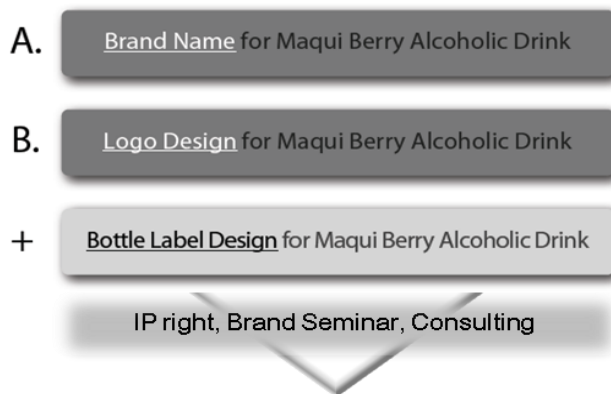 A. Brand Name for Maqui Berry Alcoholic Drink
B. Logo Design for Maqui Berry Alcoholic Drink
+ Bottle Label Design for Maqui Berry Alcoholic Drink
IP right, Brand Seminar, Consulting